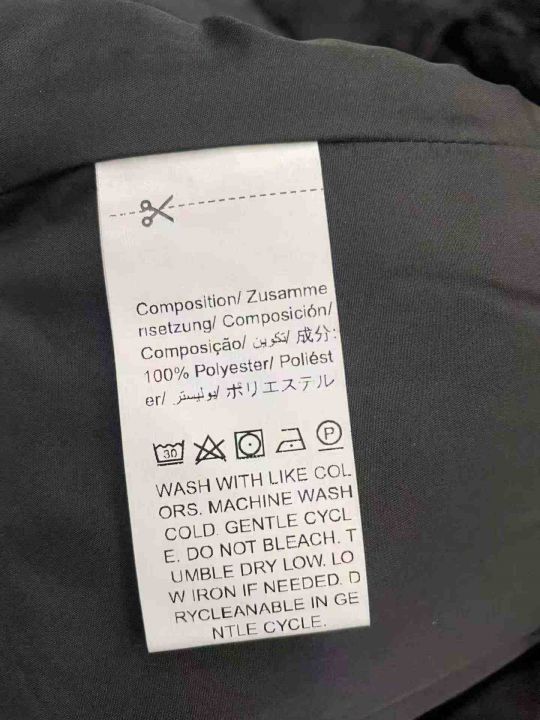 Composition/ Zusamme
nsetzung/ Composición/
Composição/ تكوين/ 成分:
100% Polyester/ Poliést
er/ بوليستر/ ポリエステル
30
P
WASH WITH LIKE COL
ORS. MACHINE WASH
COLD. GENTLE CYCL
E. DO NOT BLEACH. T
UMBLE DRY LOW. LO
W IRON IF NEEDED. D
RYCLEANABLE IN GE
NTLE CYCLE.